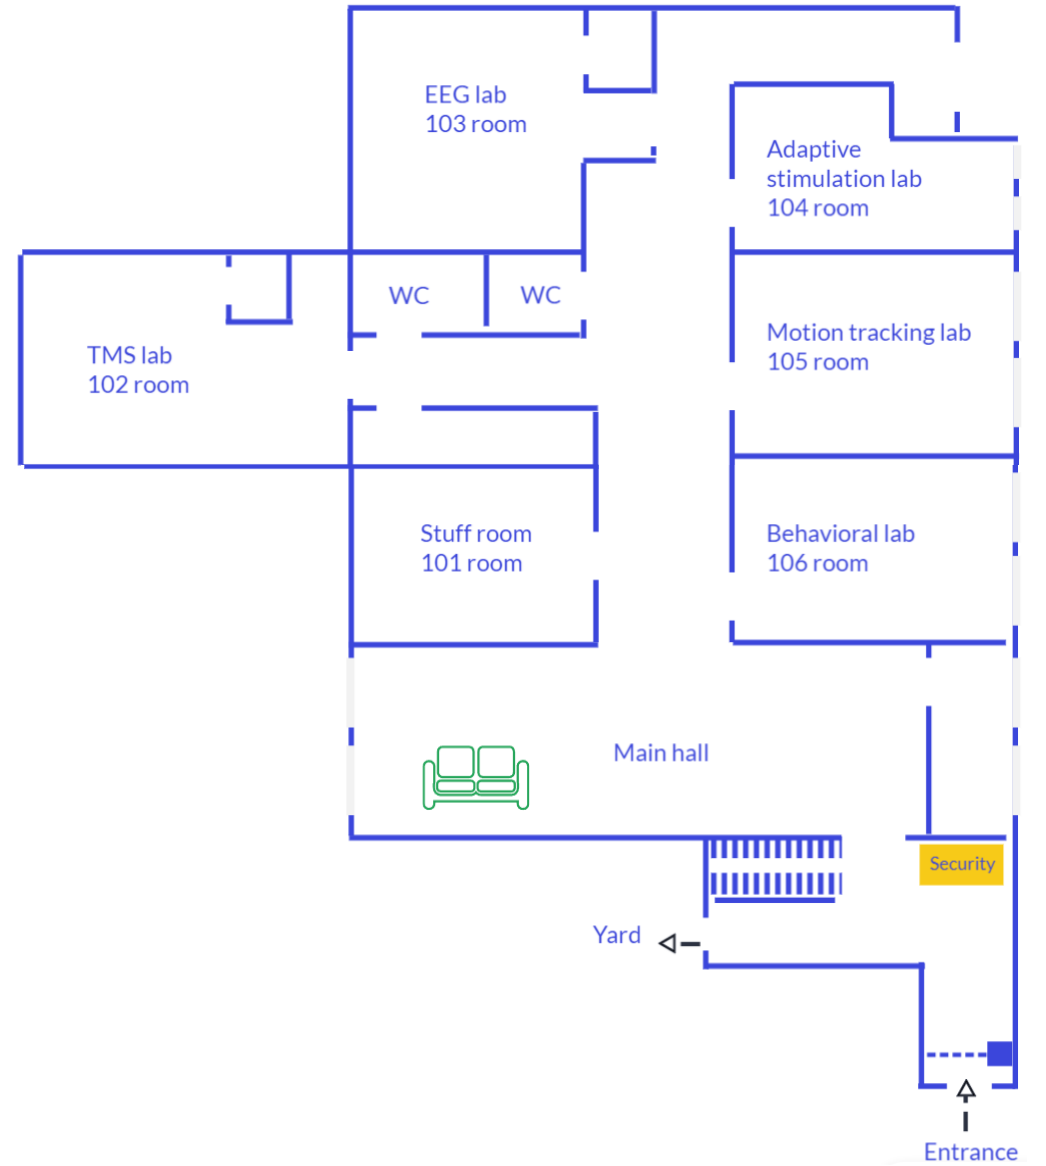 EEG lab
103 room
Adaptive
stimulation lab
104 room
WC
WC
TMS lab
102 room
Motion tracking lab
105 room
Stuff room
101 room
Behavioral lab
106 room
Main hall
Security
Yard
Entrance